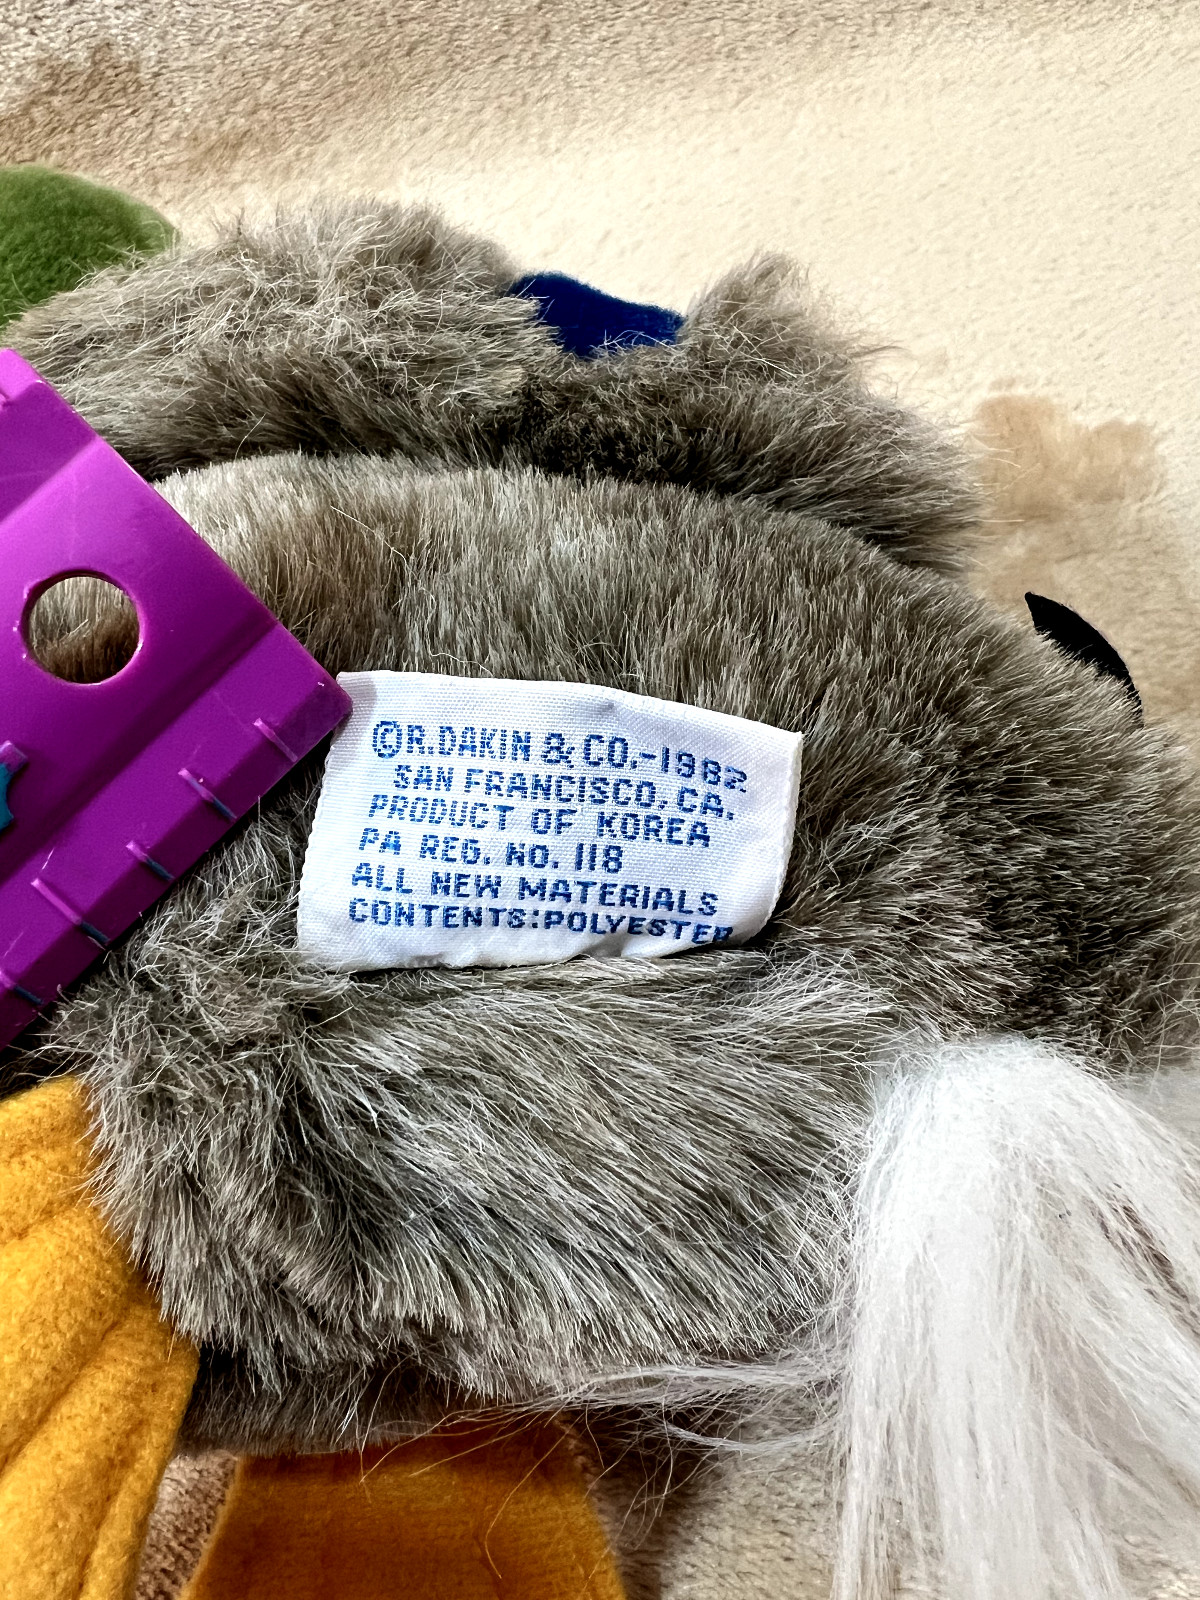 ©R.DAKIN & CO.-1982
SAN FRANCISCO, CA.
PRODUCT OF KOREA
PA REG. NO. 118
ALL NEW MATERIALS
CONTENTS:POLYESTER